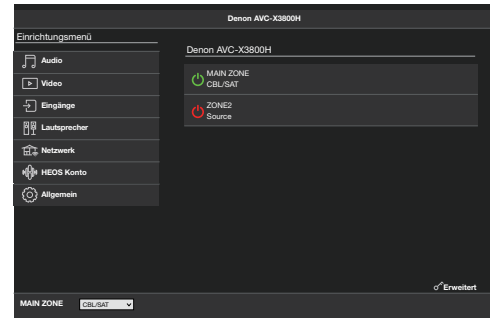 Denon AVC-X3800H
Einrichtungsmenü
Audio
Video
Eingänge
Lautsprecher
Netzwerk
HEOS Konto
Allgemein
Denon AVC-X3800H
MAIN ZONE
CBL/SAT
ZONE2
Source
Erweitert
MAIN ZONE CBL/SAT